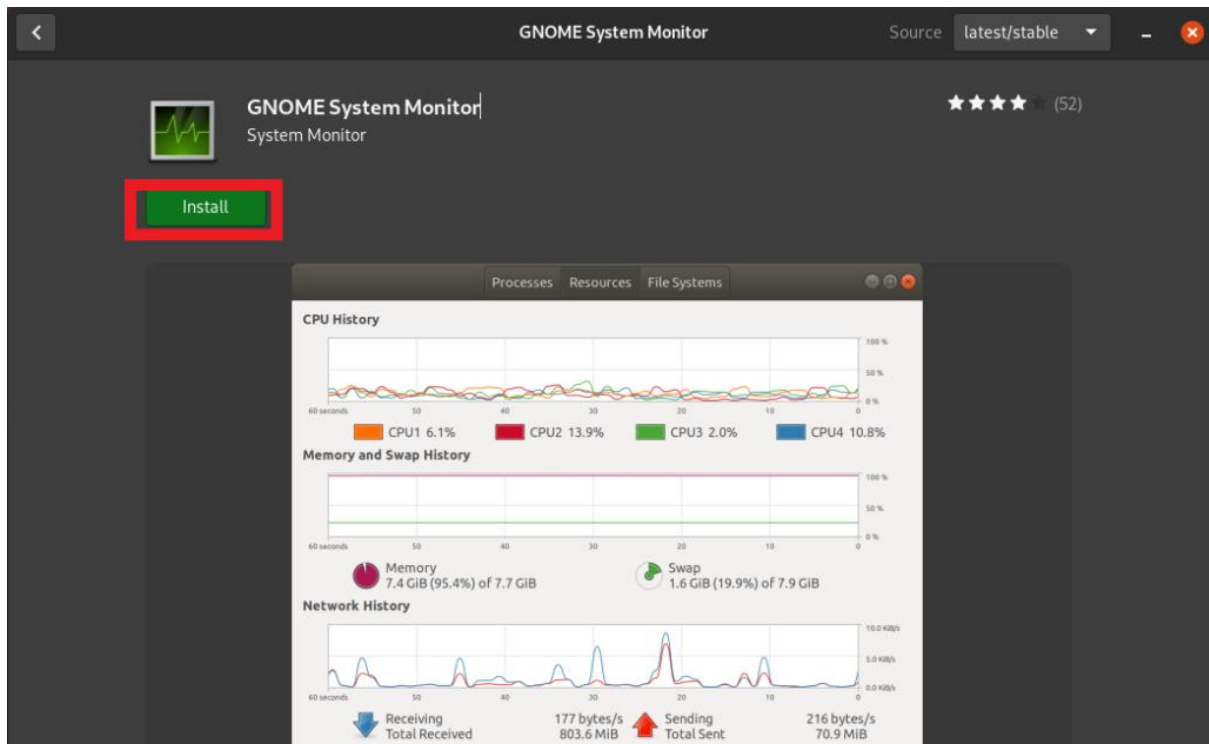 GNOME System Monitor Source latest/stable
GNOME System Monitor (52)
System Monitor
Install
Processes Resources File Systems
CPU History
100 %
50 %
0 %
60 seconds 50 40 30 20 10 0
CPU1 6.1% CPU2 13.9% CPU3 2.0% CPU4 10.8%
Memory and Swap History
100 %
50 %
0 %
60 seconds 50 40 30 20 10 0
Memory Swap
7.4 GiB (95.4%) of 7.7 GiB 1.6 GiB (19.9%) of 7.9 GiB
Network History
10.0 KiB/s
5.0 KiB/s
0.0 KiB/s
60 seconds 50 40 30 20 10 0
Receiving 177 bytes/s Sending 216 bytes/s
Total Received 803.6 MiB Total Sent 70.9 MiB